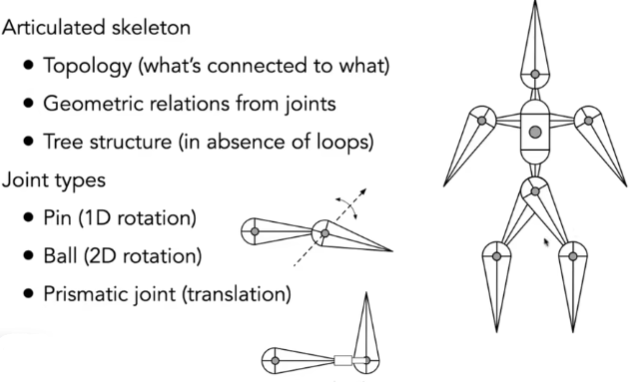 Articulated skeleton
• Topology (what's connected to what)
• Geometric relations from joints
• Tree structure (in absence of loops)
Joint types
• Pin (1D rotation)
• Ball (2D rotation)
• Prismatic joint (translation)